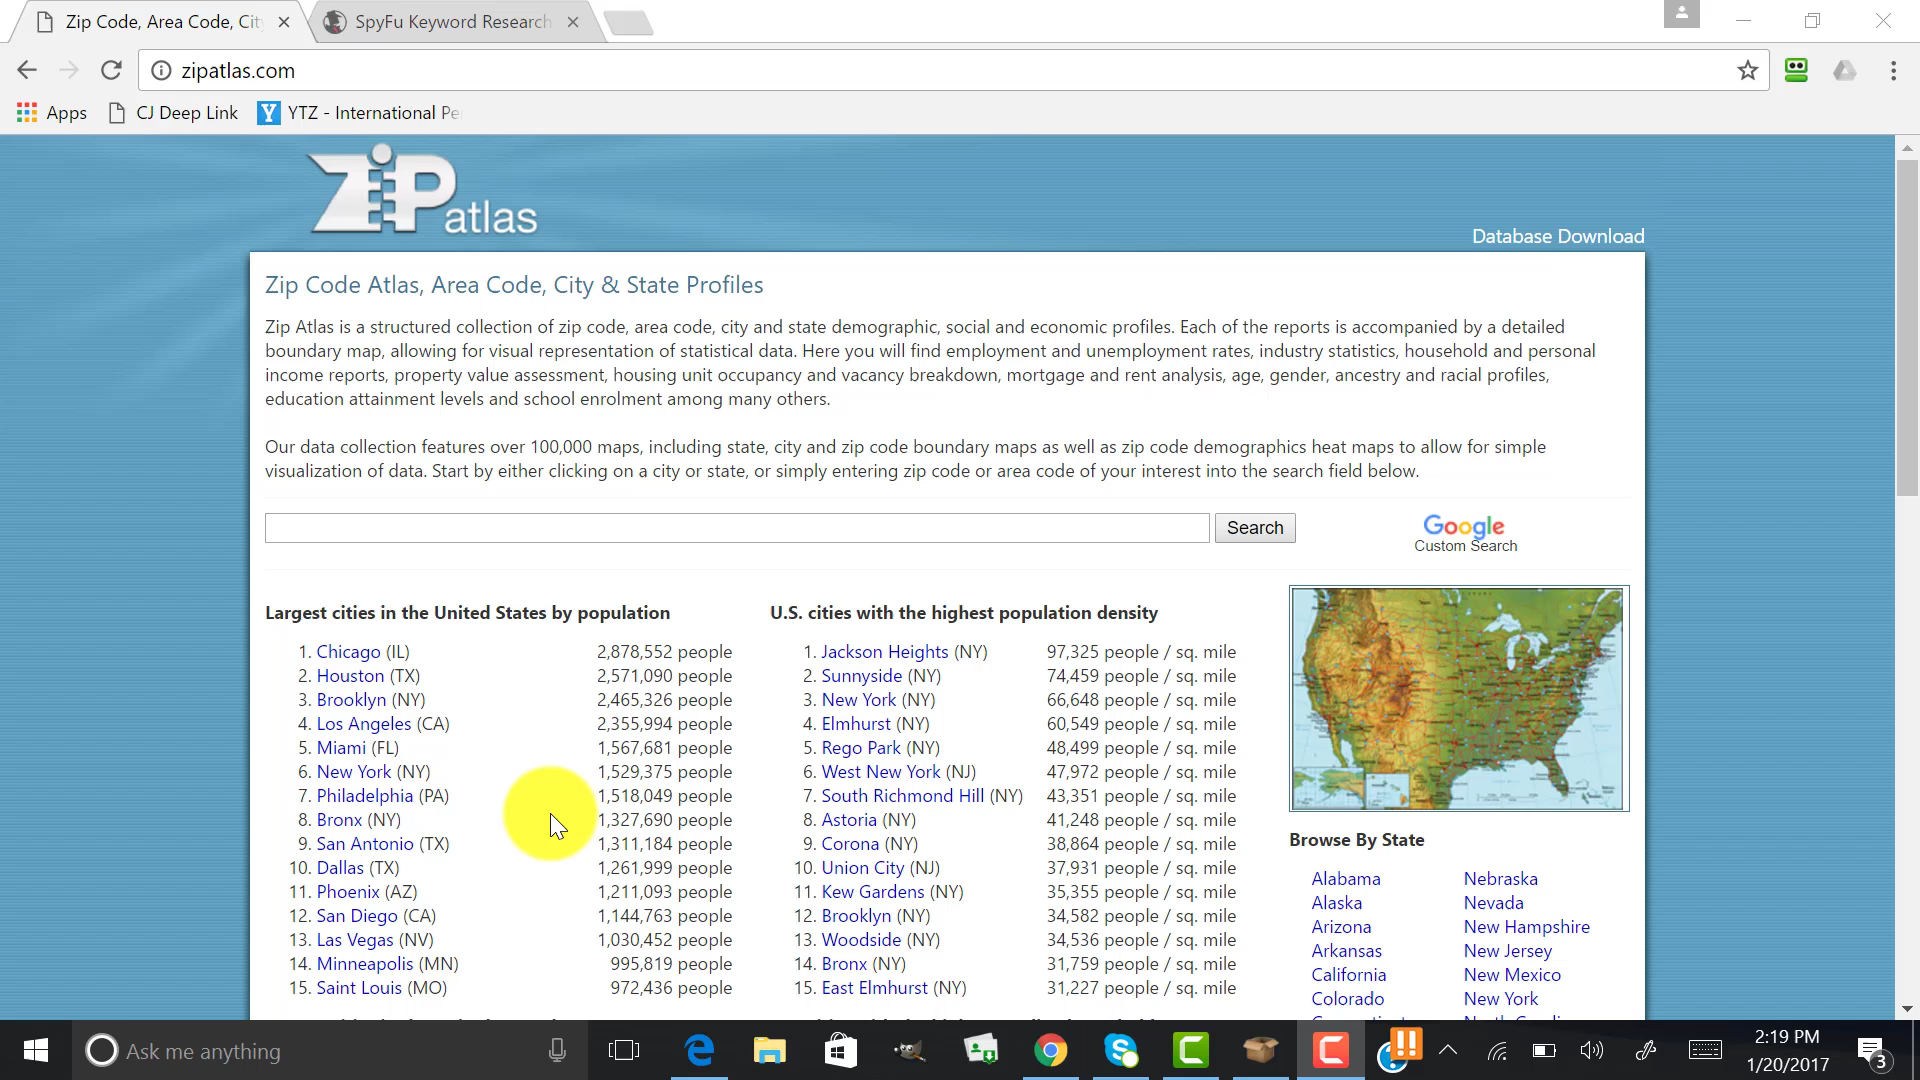 Zip Code, Area Code, Cit
SpyFu Keyword Research
zipatlas.com
Apps
CJ Deep Link
YTZ - International Pe
ZiP atlas
Database Download
Zip Code Atlas, Area Code, City & State Profiles
Zip Atlas is a structured collection of zip code, area code, city and state demographic, social and economic profiles. Each of the reports is accompanied by a detailed
boundary map, allowing for visual representation of statistical data. Here you will find employment and unemployment rates, industry statistics, household and personal
income reports, property value assessment, housing unit occupancy and vacancy breakdown, mortgage and rent analysis, age, gender, ancestry and racial profiles,
education attainment levels and school enrolment among many others.
Our data collection features over 100,000 maps, including state, city and zip code boundary maps as well as zip code demographics heat maps to allow for simple
visualization of data. Start by either clicking on a city or state, or simply entering zip code or area code of your interest into the search field below.
Search
Google
Custom Search
Largest cities in the United States by population
1. Chicago (IL) 2,878,552 people
2. Houston (TX) 2,571,090 people
3. Brooklyn (NY) 2,465,326 people
4. Los Angeles (CA) 2,355,994 people
5. Miami (FL) 1,567,681 people
6. New York (NY) 1,529,375 people
7. Philadelphia (PA) 1,518,049 people
8. Bronx (NY) 1,327,690 people
9. San Antonio (TX) 1,311,184 people
10. Dallas (TX) 1,261,999 people
11. Phoenix (AZ) 1,211,093 people
12. San Diego (CA) 1,144,763 people
13. Las Vegas (NV) 1,030,452 people
14. Minneapolis (MN) 995,819 people
15. Saint Louis (MO) 972,436 people
U.S. cities with the highest population density
1. Jackson Heights (NY) 97,325 people / sq. mile
2. Sunnyside (NY) 74,459 people / sq. mile
3. New York (NY) 66,648 people / sq. mile
4. Elmhurst (NY) 60,549 people / sq. mile
5. Rego Park (NY) 48,499 people / sq. mile
6. West New York (NJ) 47,972 people / sq. mile
7. South Richmond Hill (NY) 43,351 people / sq. mile
8. Astoria (NY) 41,248 people / sq. mile
9. Corona (NY) 38,864 people / sq. mile
10. Union City (NJ) 37,931 people / sq. mile
11. Kew Gardens (NY) 35,355 people / sq. mile
12. Brooklyn (NY) 34,582 people / sq. mile
13. Woodside (NY) 34,536 people / sq. mile
14. Bronx (NY) 31,759 people / sq. mile
15. East Elmhurst (NY) 31,227 people / sq. mile
Browse By State
Alabama
Alaska
Arizona
Arkansas
California
Colorado
Nebraska
Nevada
New Hampshire
New Jersey
New Mexico
New York
Ask me anything
2:19 PM
1/20/2017
3